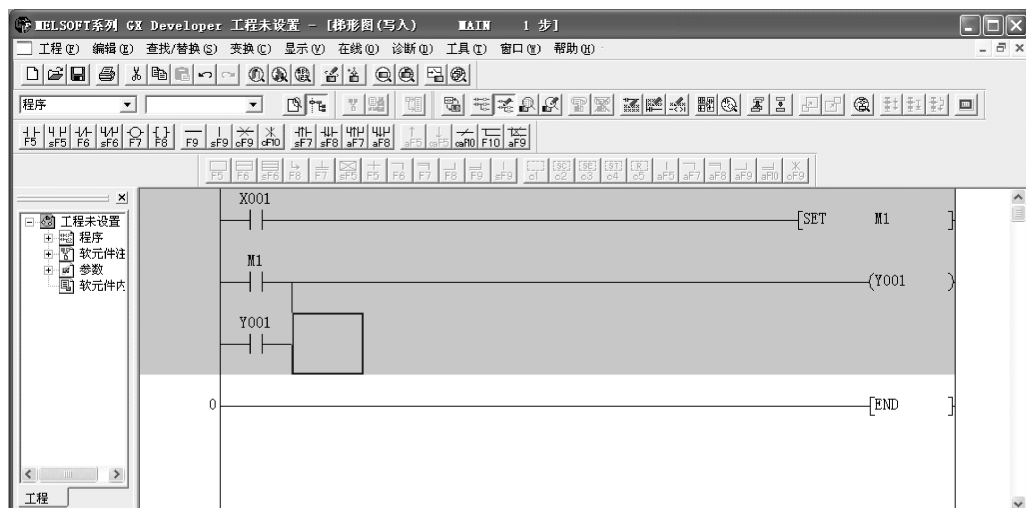 MELSOFT系列 GX Developer 工程未设置 - [梯形图(写入) MAIN 1 步]
工程(F) 编辑(E) 查找/替换(S) 变换(C) 显示(V) 在线(O) 诊断(D) 工具(T) 窗口(W) 帮助(H)
程序
F5 sF5 F6 sF6 F7 F8 F9 sF9 cF9 cF10 sF7 sF8 aF7 aF8 aF5 caF5 caF10 F10 aF9
F5 F6 sF6 F8 F7 sF5 F5 F6 F7 F8 F9 sF9 c1 c2 c3 c4 c5 aF5 aF7 aF8 aF9 aF10 cF9
工程未设置
程序
软元件注
参数
软元件内
工程
X001
SET M1
M1
Y001
Y001
0
END